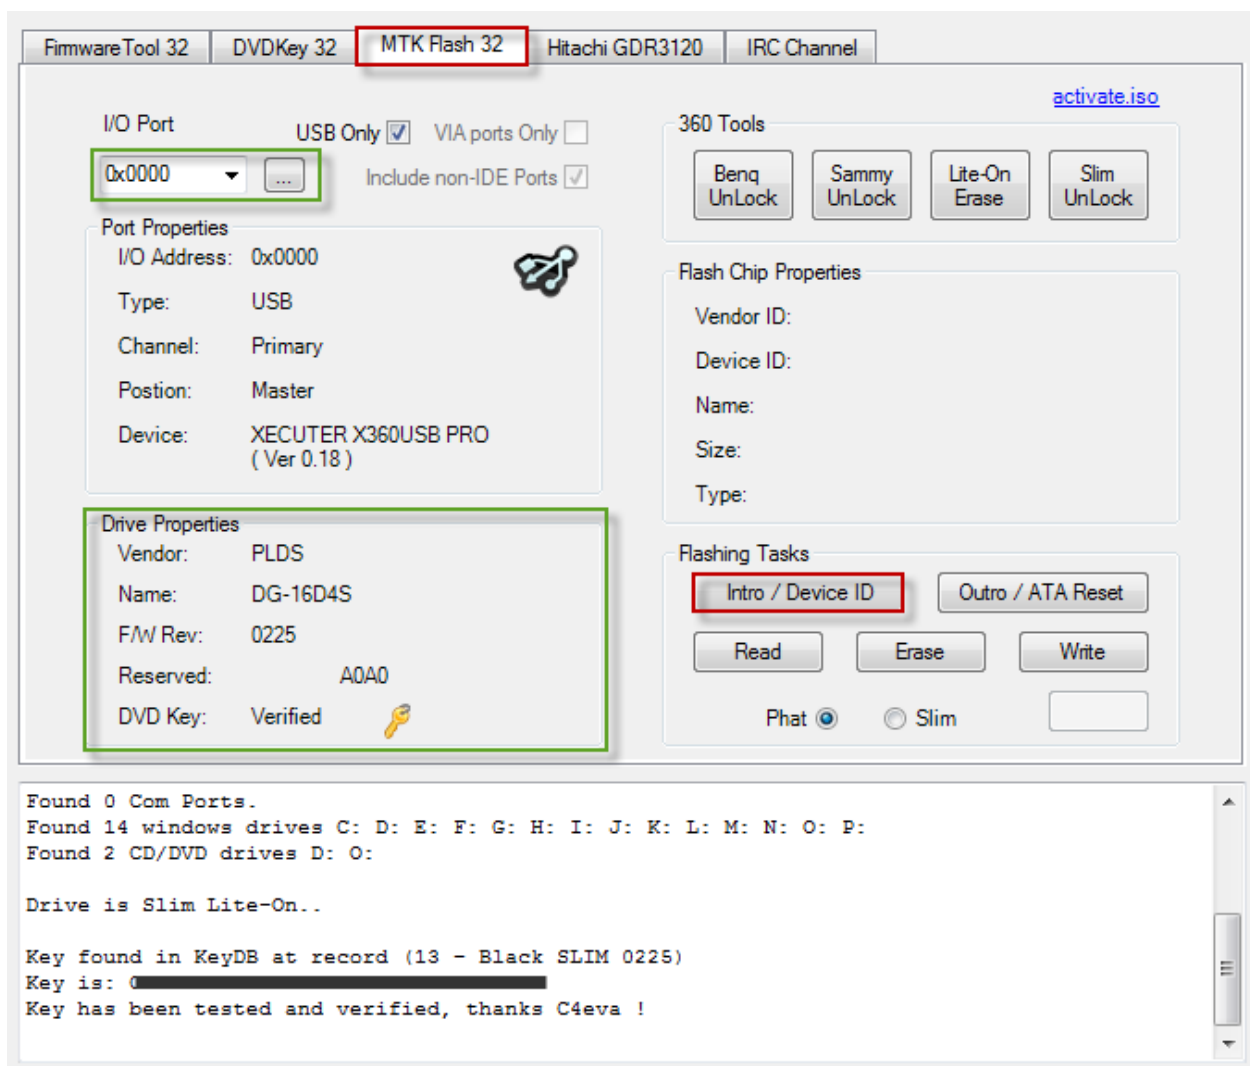 FirmwareTool 32 DVDKey 32 MTK Flash 32 Hitachi GDR3120 IRC Channel
activate.iso
I/O Port USB Only VIA ports Only
0x0000 ... Include non-IDE Ports
Port Properties
I/O Address: 0x0000
Type: USB
Channel: Primary
Postion: Master
Device: XECUTER X360USB PRO
( Ver 0.18 )
Drive Properties
Vendor: PLDS
Name: DG-16D4S
F/W Rev: 0225
Reserved: A0A0
DVD Key: Verified
360 Tools
Benq UnLock
Sammy UnLock
Lite-On Erase
Slim UnLock
Flash Chip Properties
Vendor ID:
Device ID:
Name:
Size:
Type:
Flashing Tasks
Intro / Device ID Outro / ATA Reset
Read Erase Write
Phat Slim
Found 0 Com Ports.
Found 14 windows drives C: D: E: F: G: H: I: J: K: L: M: N: O: P:
Found 2 CD/DVD drives D: O:
Drive is Slim Lite-On..
Key found in KeyDB at record (13 - Black SLIM 0225)
Key is:
Key has been tested and verified, thanks C4eva !